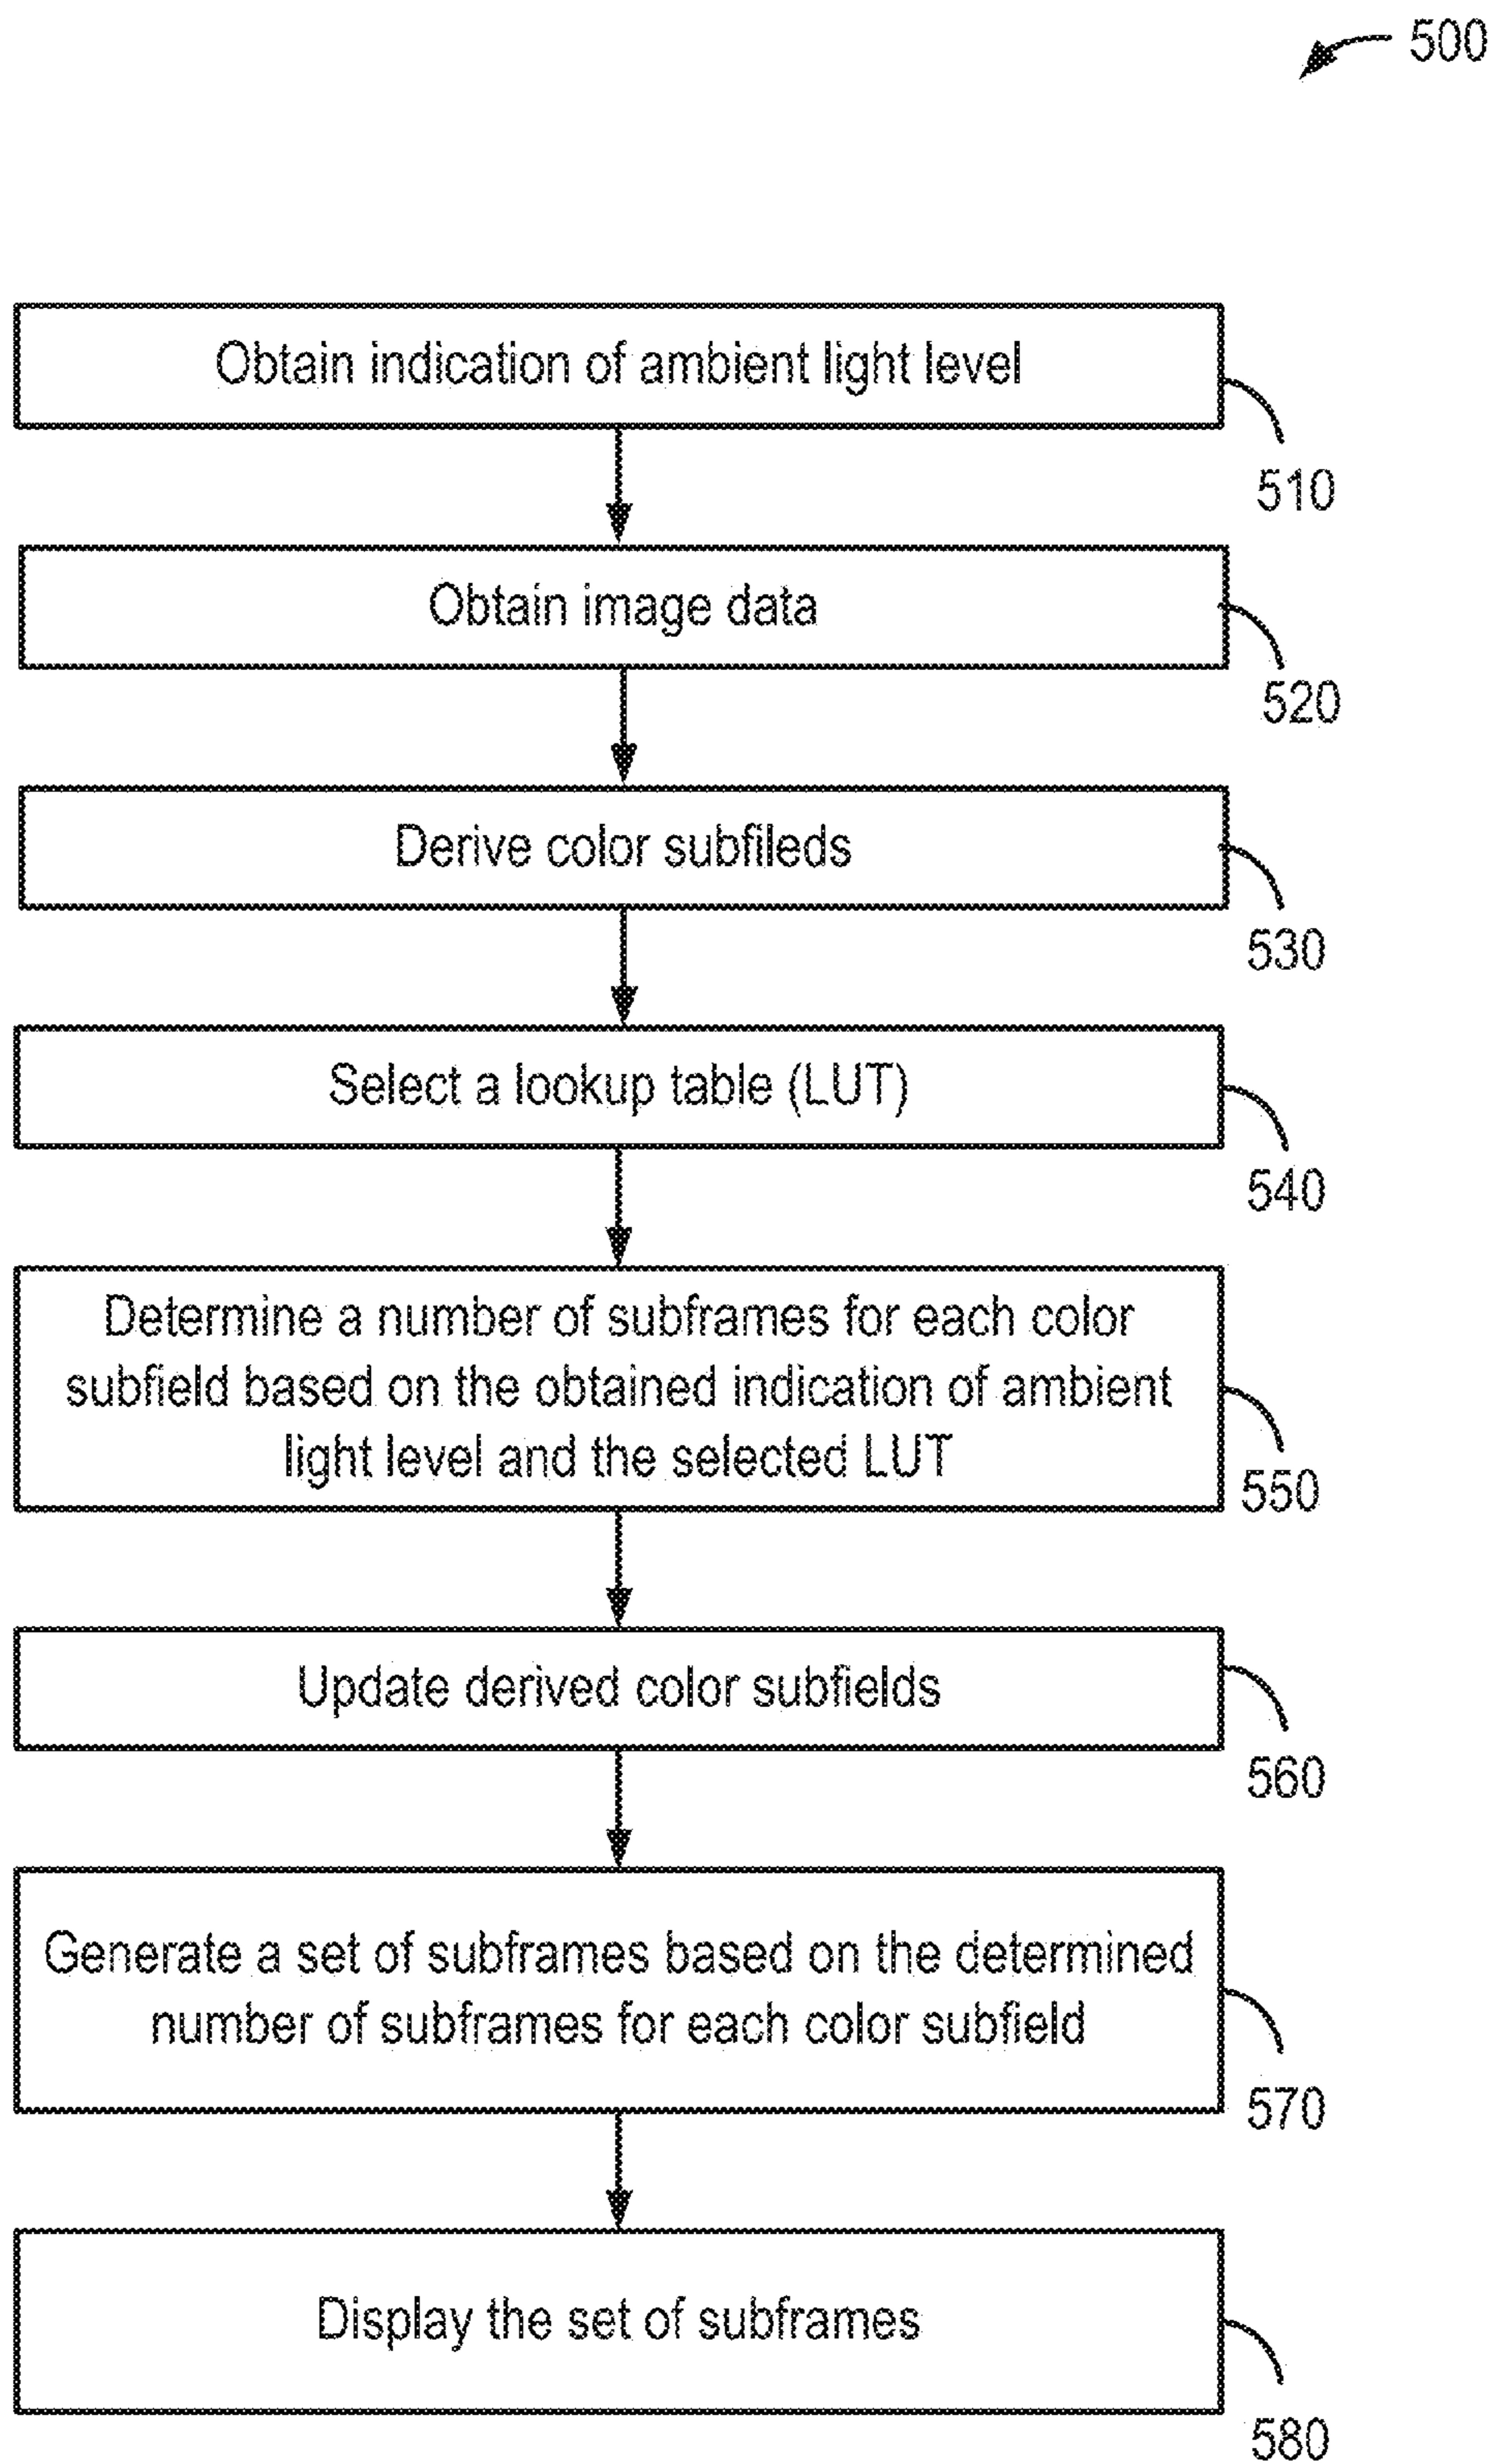 500
Obtain indication of ambient light level
510
Obtain image data
520
Derive color subfileds
530
Select a lookup table (LUT)
540
Determine a number of subframes for each color
subfield based on the obtained indication of ambient
light level and the selected LUT
550
Update derived color subfields
560
Generate a set of subframes based on the determined
number of subframes for each color subfield
570
Display the set of subframes
580